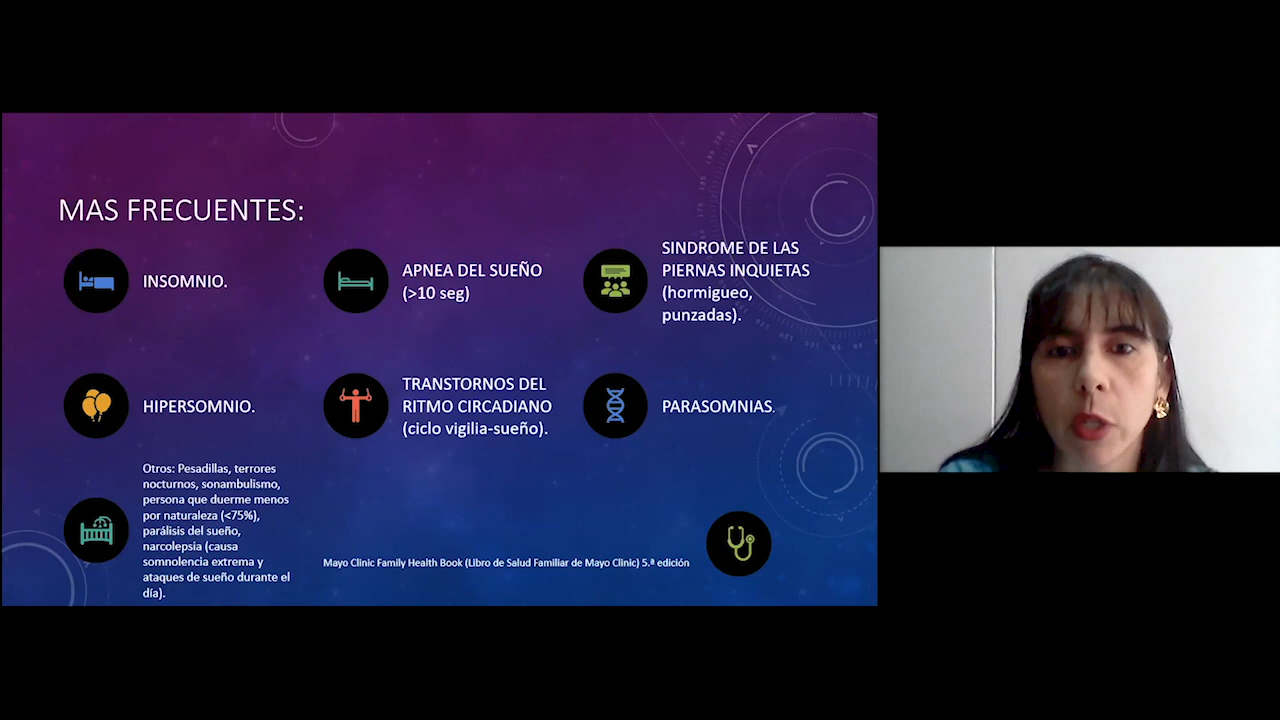 MAS FRECUENTES:
INSOMNIO.
APNEA DEL SUEÑO
(>10 seg)
SINDROME DE LAS
PIERNAS INQUIETAS
(hormigueo,
punzadas).
HIPERSOMNIO.
TRANSTORNOS DEL
RITMO CIRCADIANO
(ciclo vigilia-sueño).
PARASOMNIAS.
Otros: Pesadillas, terrores
nocturnos, sonambulismo,
persona que duerme menos
por naturaleza (<75%),
parálisis del sueño,
narcolepsia (causa
somnolencia extrema y
ataques de sueño durante el
día).
Mayo Clinic Family Health Book (Libro de Salud Familiar de Mayo Clinic) 5.ª edición